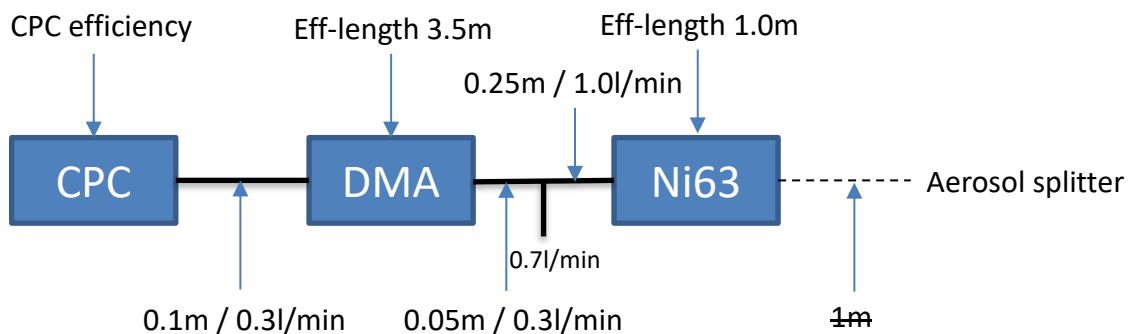 CPC efficiency
Eff-length 3.5m
Eff-length 1.0m
0.25m / 1.0l/min
CPC
DMA
Ni63
Aerosol splitter
0.7l/min
0.1m / 0.3l/min
0.05m / 0.3l/min
1m